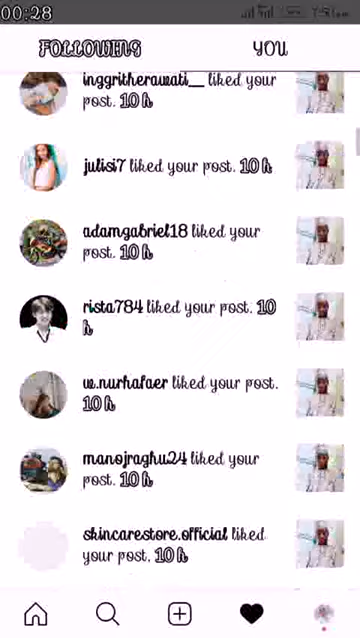 00:28
FOLLOWING YOU
inggritherawati__ liked your
post. 10 h
julisi7 liked your post. 10 h
adamgabriel18 liked your
post. 10 h
rista784 liked your post. 10
h
w.nurhafaer liked your post.
10 h
manojraghu24 liked your
post. 10 h
skincarestore.official liked
your post. 10 h